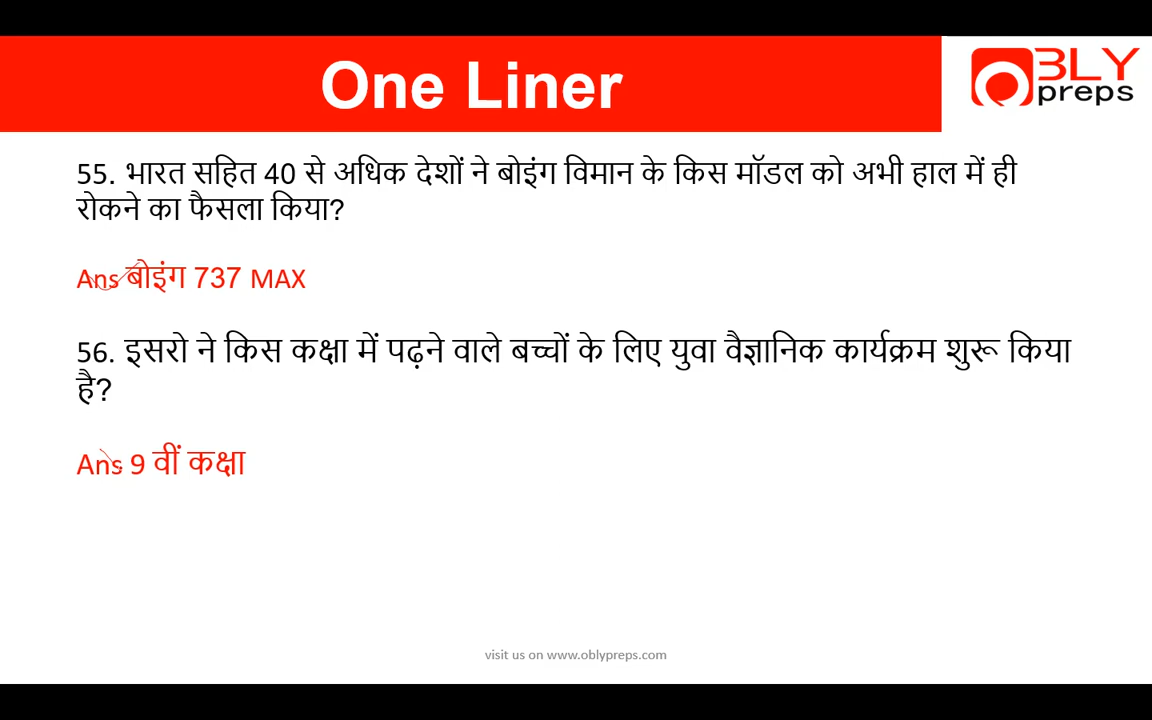 One Liner
BLY
preps
55. भारत सहित 40 से अधिक देशों ने बोइंग विमान के किस मॉडल को अभी हाल में ही
रोकने का फैसला किया?
Ans बोइंग 737 MAX
56. इसरो ने किस कक्षा में पढ़ने वाले बच्चों के लिए युवा वैज्ञानिक कार्यक्रम शुरू किया
है?
Ans 9 वीं कक्षा
visit us on www.oblypreps.com